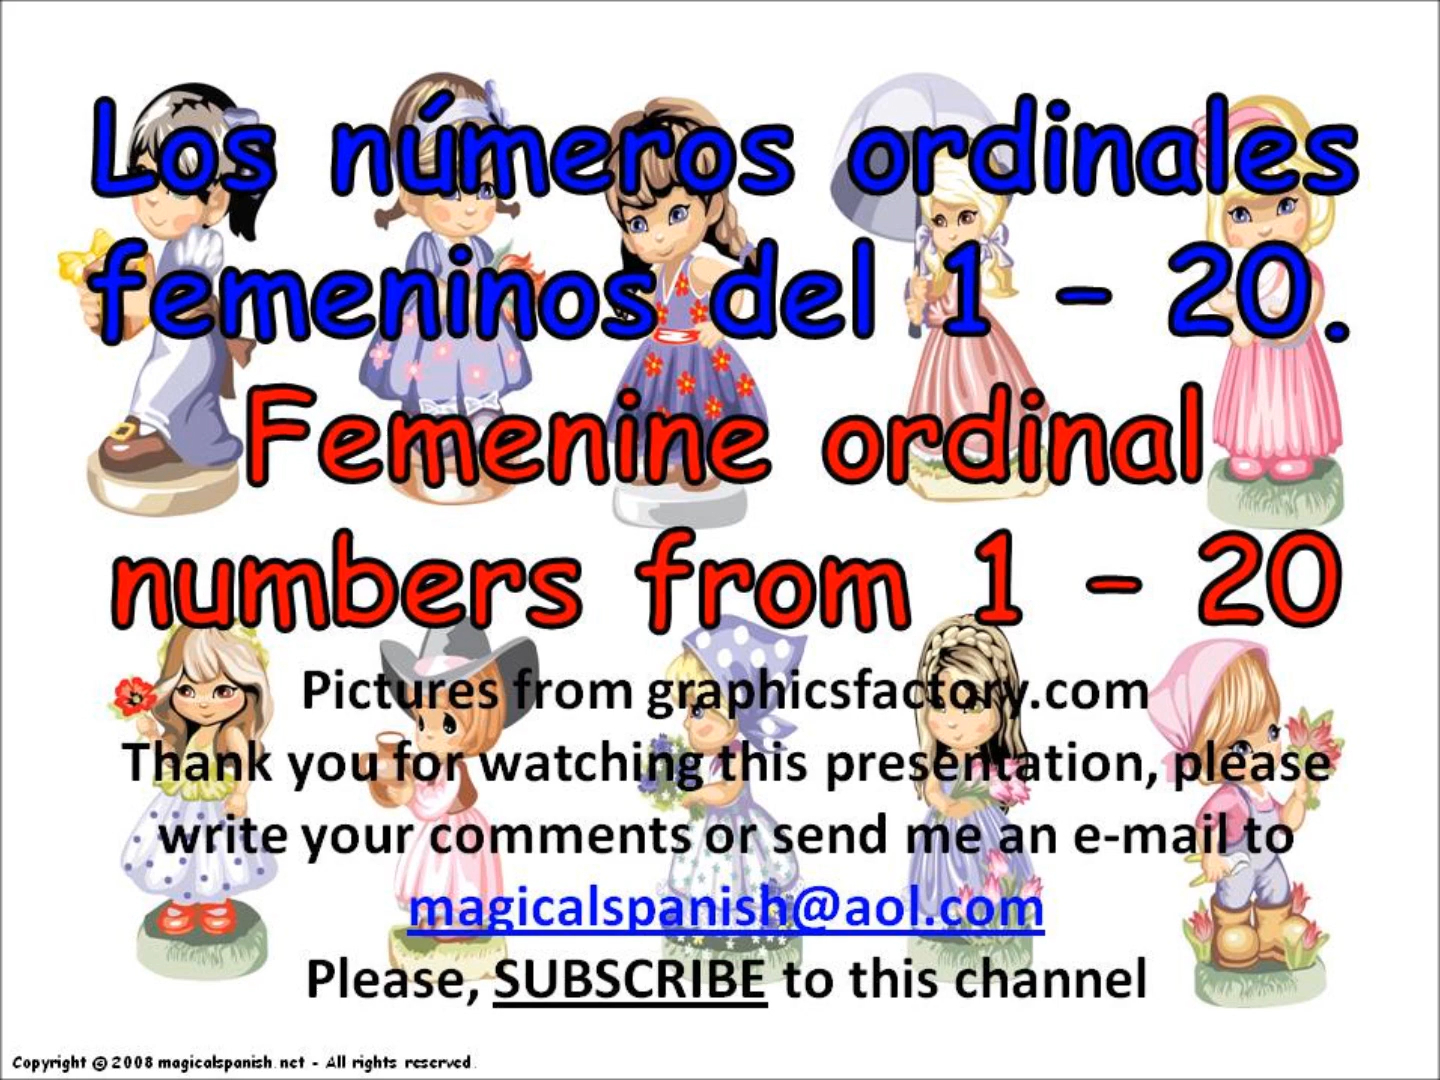 Los números ordinales
femeninos del 1 – 20.
Femenine ordinal
numbers from 1 – 20
Pictures from graphicsfactory.com
Thank you for watching this presentation, please
write your comments or send me an e-mail to
magicalspanish@aol.com
Please, SUBSCRIBE to this channel
Copyright © 2008 magicalspanish.net - All rights reserved.